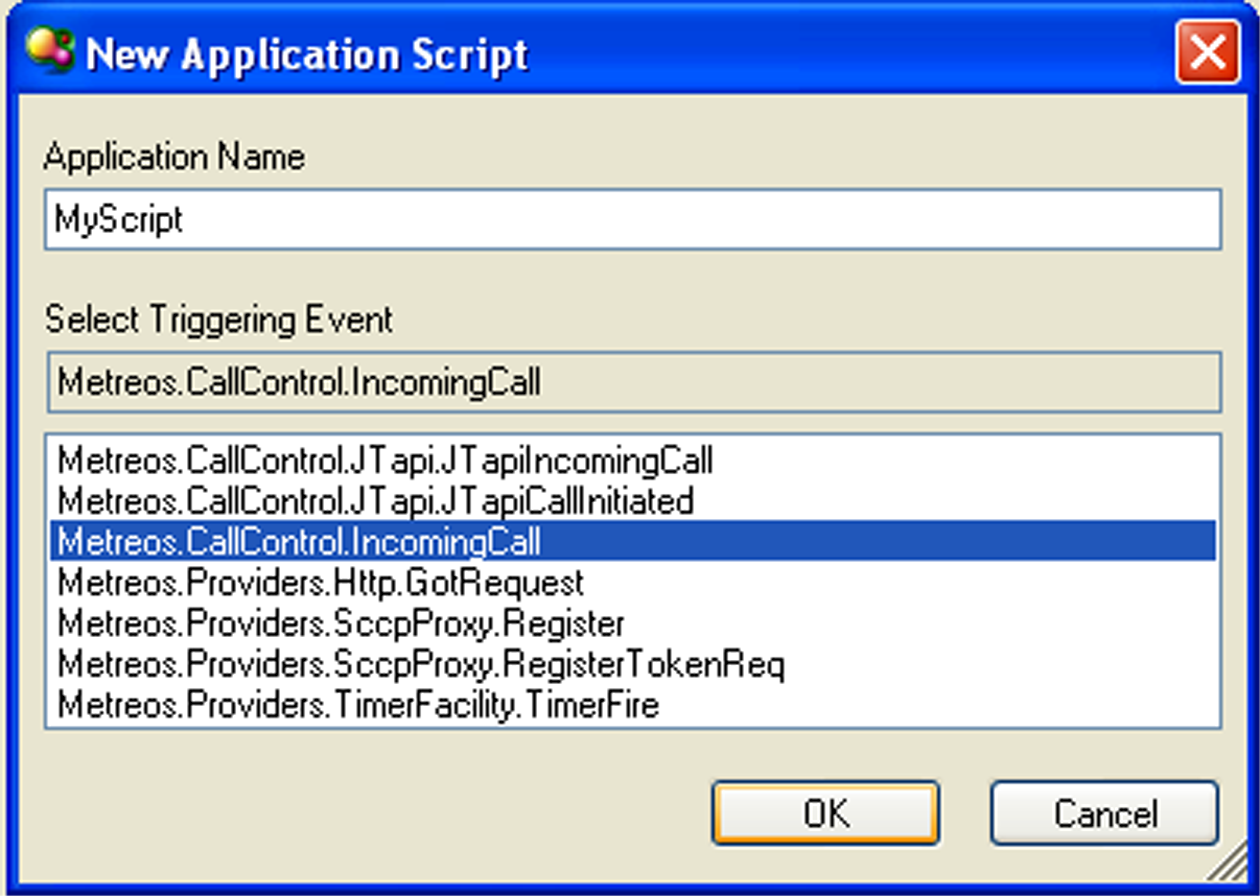 New Application Script
Application Name
MyScript
Select Triggering Event
Metreos.CallControl.IncomingCall
Metreos.CallControl.JTapi.JTapiIncomingCall
Metreos.CallControl.JTapi.JTapiCallInitiated
Metreos.CallControl.IncomingCall
Metreos.Providers.Http.GotRequest
Metreos.Providers.SccpProxy.Register
Metreos.Providers.SccpProxy.RegisterTokenReq
Metreos.Providers.TimerFacility.TimerFire
OK Cancel